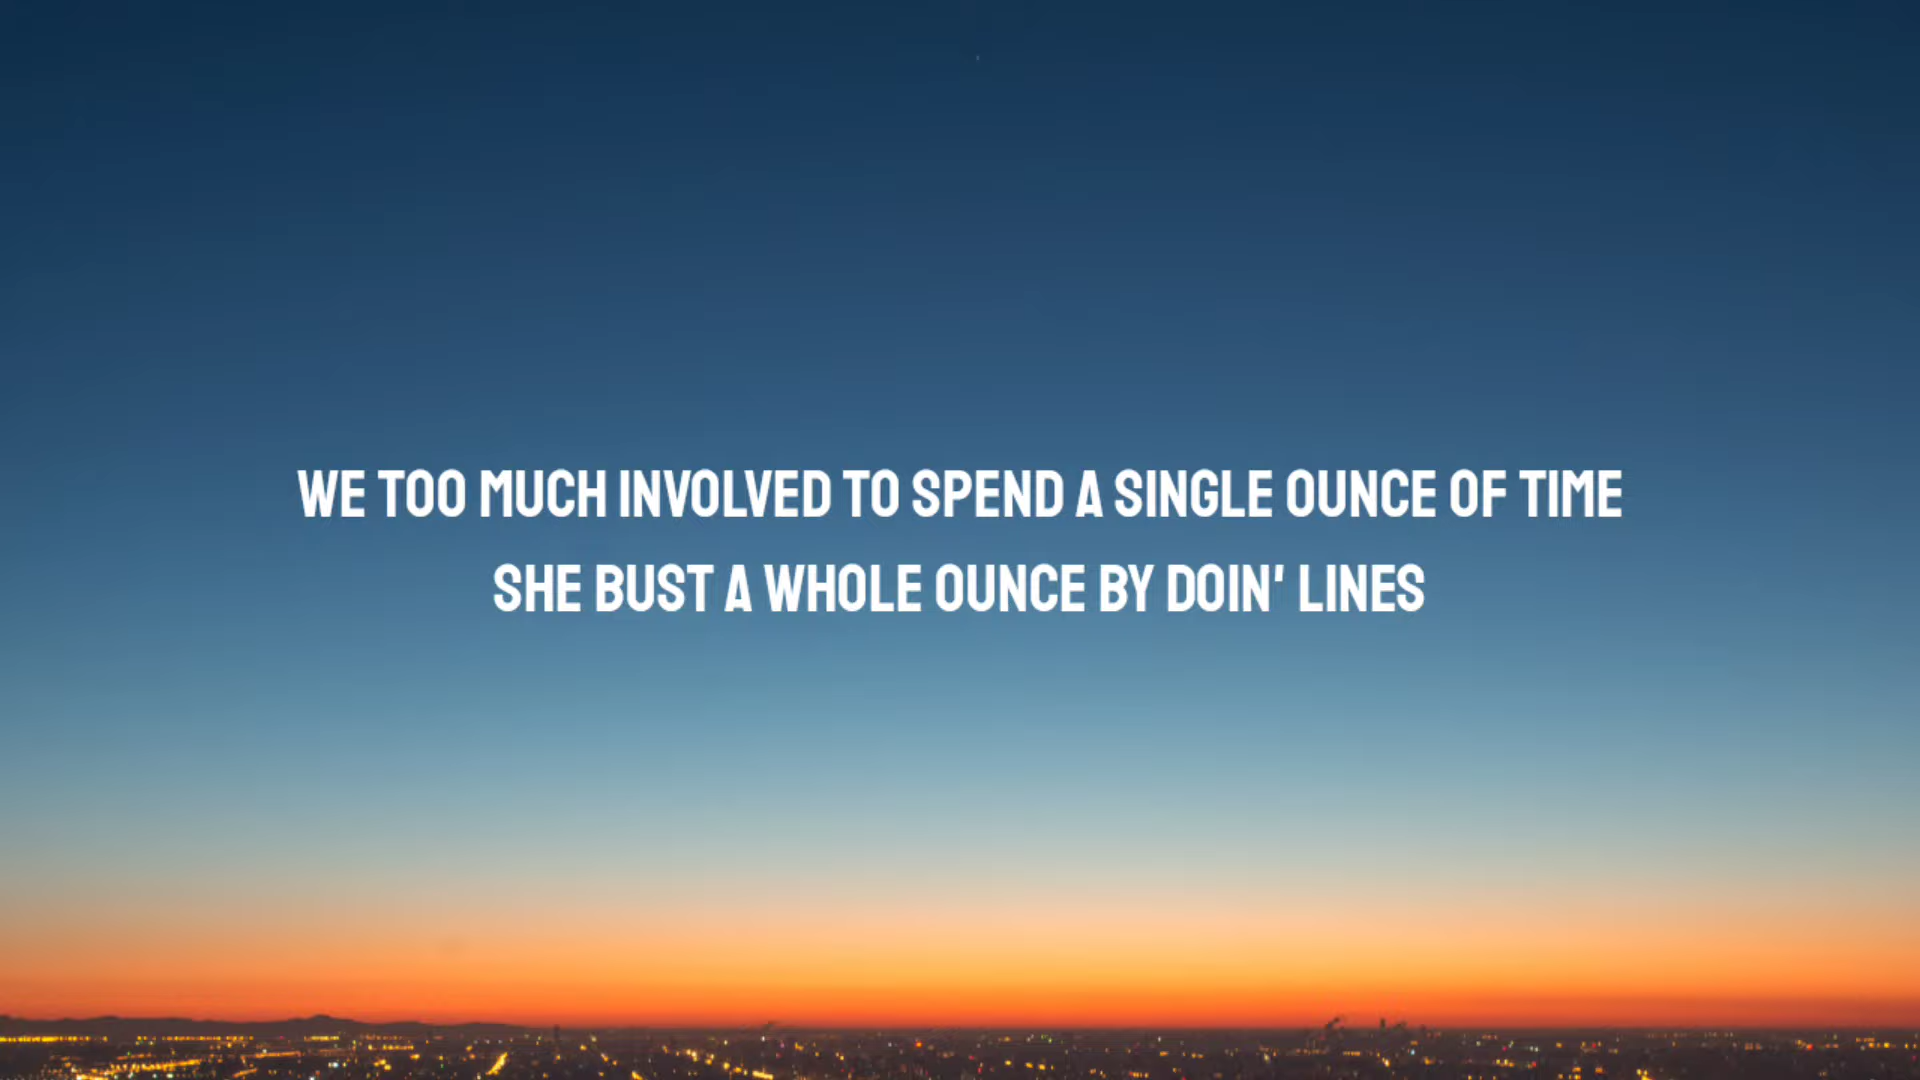 WE TOO MUCH INVOLVED TO SPEND A SINGLE OUNCE OF TIME
SHE BUST A WHOLE OUNCE BY DOIN' LINES